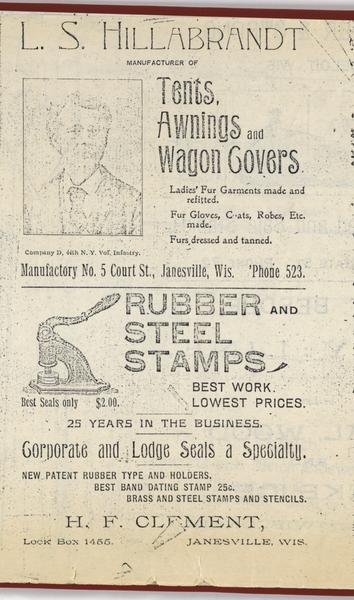 L. S. HILLABRANDT
MANUFACTURER OF
Tents,
Awnings and
Wagon Covers
Ladies' Fur Garments made and
refitted.
Fur Gloves, Coats, Robes, Etc.
made.
Furs dressed and tanned.
Company D, 44th N. Y. Vol. Infantry.
Manufactory No. 5 Court St., Janesville, Wis. 'Phone 523.
RUBBER AND
STEEL
STAMPS
BEST WORK.
LOWEST PRICES.
Best Seals only $2.00.
25 YEARS IN THE BUSINESS.
Corporate and Lodge Seals a Specialty.
NEW PATENT RUBBER TYPE AND HOLDERS.
BEST BAND DATING STAMP 25c.
BRASS AND STEEL STAMPS AND STENCILS.
H. F. CLEMENT,
Lock Box 1455. JANESVILLE, WIS.